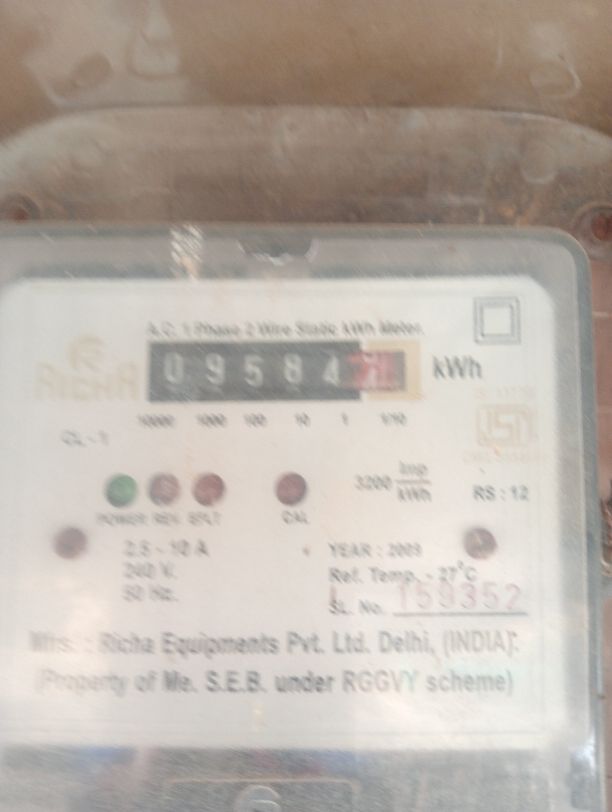 A.C. 1 Phase 2 Wire Static kWh Meter.
RICHA
0 9 5 8 4
kWh
10000 1000 100 10 1 1/10
CL - 1
ISI
3200 imp/kWh
RS : 12
POWER REV. EFLT CAL
2.5 - 10 A
240 V.
50 Hz.
YEAR : 2009
Ref. Temp. - 27°C
SL. No. 159352
Mfrs. : Richa Equipments Pvt. Ltd. Delhi, (INDIA).
(Property of Me. S.E.B. under RGGVY scheme)